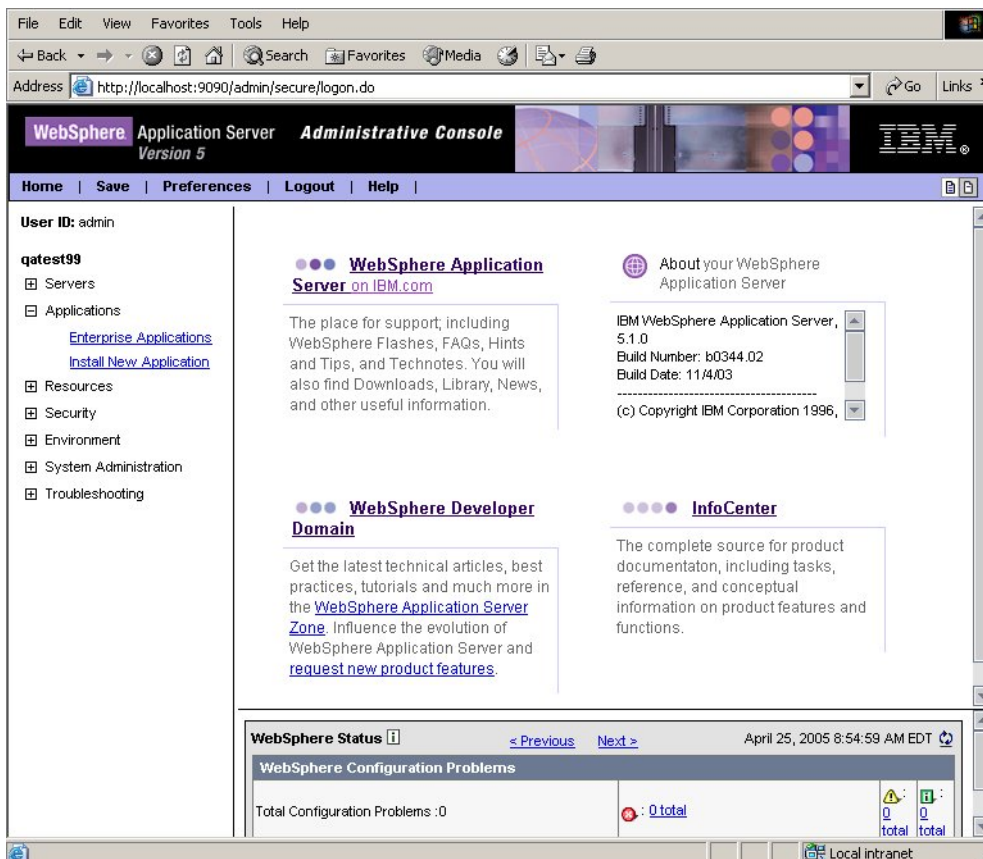 File Edit View Favorites Tools Help
Back Search Favorites Media
Address http://localhost:9090/admin/secure/logon.do Go Links
WebSphere Application Server Administrative Console
Version 5
IBM®
Home | Save | Preferences | Logout | Help |
User ID: admin
qatest99
Servers
Applications
Enterprise Applications
Install New Application
Resources
Security
Environment
System Administration
Troubleshooting
WebSphere Application
Server on IBM.com
The place for support; including
WebSphere Flashes, FAQs, Hints
and Tips, and Technotes. You will
also find Downloads, Library, News,
and other useful information.
About your WebSphere
Application Server
IBM WebSphere Application Server,
5.1.0
Build Number: b0344.02
Build Date: 11/4/03
----------------------------------------
(c) Copyright IBM Corporation 1996,
WebSphere Developer
Domain
Get the latest technical articles, best
practices, tutorials and much more in
the WebSphere Application Server
Zone. Influence the evolution of
WebSphere Application Server and
request new product features.
InfoCenter
The complete source for product
documentaton, including tasks,
reference, and conceptual
information on product features and
functions.
WebSphere Status i < Previous Next > April 25, 2005 8:54:59 AM EDT
WebSphere Configuration Problems
Total Configuration Problems :0
: 0 total
: 0 total
: 0 total
Local intranet